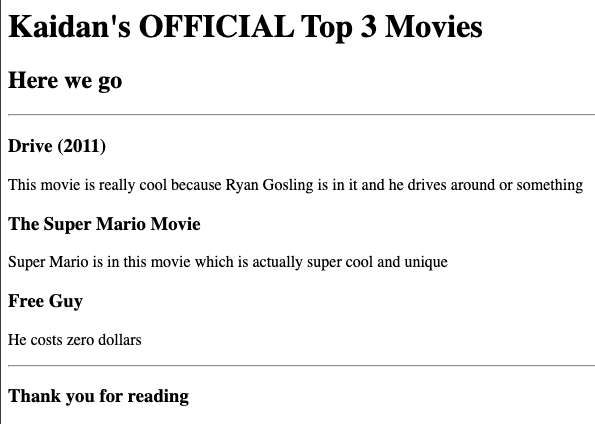 Kaidan's OFFICIAL Top 3 Movies
Here we go
Drive (2011)
This movie is really cool because Ryan Gosling is in it and he drives around or something
The Super Mario Movie
Super Mario is in this movie which is actually super cool and unique
Free Guy
He costs zero dollars
Thank you for reading